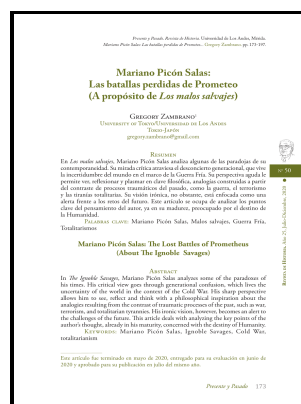 Presente y Pasado. Revista de Historia. Universidad de Los Andes, Mérida.
Mariano Picón Salas: Las batallas perdidas de Prometeo... Gregory Zambrano. pp. 173-197.
Mariano Picón Salas:
Las batallas perdidas de Prometeo
(A propósito de Los malos salvajes)
Gregory Zambrano
University of Tokyo/Universidad de Los Andes
Tokio-Japón
gregory.zambrano@gmail.com
Resumen
En Los malos salvajes, Mariano Picón Salas analiza algunas de las paradojas de su
contemporaneidad. Su mirada crítica atraviesa el desconcierto generacional, que vive
la incertidumbre del mundo en el marco de la Guerra Fría. Su perspectiva aguda le
permite ver, reflexionar y plasmar en clave filosófica, analogías construidas a partir
del contraste de procesos traumáticos del pasado, como la guerra, el terrorismo
y las tiranías totalitarias. Su visión irónica, no obstante, está enfocada como una
alerta frente a los retos del futuro. Este artículo se ocupa de analizar los puntos
clave del pensamiento del autor, ya en su madurez, preocupado por el destino de
la Humanidad.
Palabras clave: Mariano Picón Salas, Malos salvajes, Guerra Fría,
Totalitarismos
Mariano Picón Salas: The Lost Battles of Prometheus
(About The Ignoble Savages)
Abstract
In The Ignoble Savages, Mariano Picón Salas analyzes some of the paradoxes of
his times. His critical view goes through generational confusion, which lives the
uncertainty of the world in the context of the Cold War. His sharp perspective
allows him to see, reflect and think with a philosophical inspiration about the
analogies resulting from the contrast of traumatic processes of the past, such as war,
terrorism, and totalitarian tyrannies. His ironic vision, however, becomes an alert to
the challenges of the future. This article deals with analyzing the key points of the
author's thought, already in his maturity, concerned with the destiny of Humanity.
Keywords: Mariano Picón Salas, Ignoble Savages, Cold War,
totalitarianism
Este artículo fue terminado en mayo de 2020, entregado para su evaluación en junio de
2020 y aprobado para su publicación en julio del mismo año.
Presente y Pasado 173
Nº 50
Revista de Historia. Año 25. Julio-Diciembre, 2020